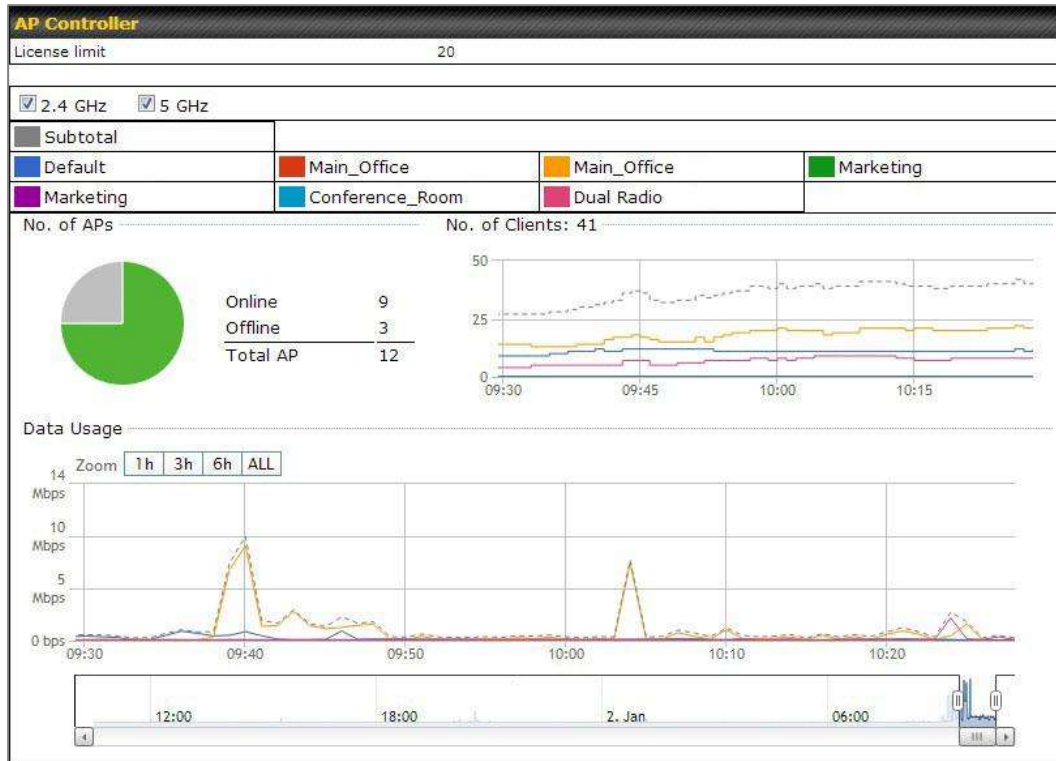 AP Controller
License limit 20
2.4 GHz 5 GHz
Subtotal
Default Main_Office Main_Office Marketing
Marketing Conference_Room Dual Radio
No. of APs No. of Clients: 41
50
25
0
09:30 09:45 10:00 10:15
Online 9
Offline 3
Total AP 12
Data Usage
Zoom 1h 3h 6h ALL
14
Mbps
10
Mbps
5
Mbps
0 bps
09:30 09:40 09:50 10:00 10:10 10:20
12:00 18:00 2. Jan 06:00